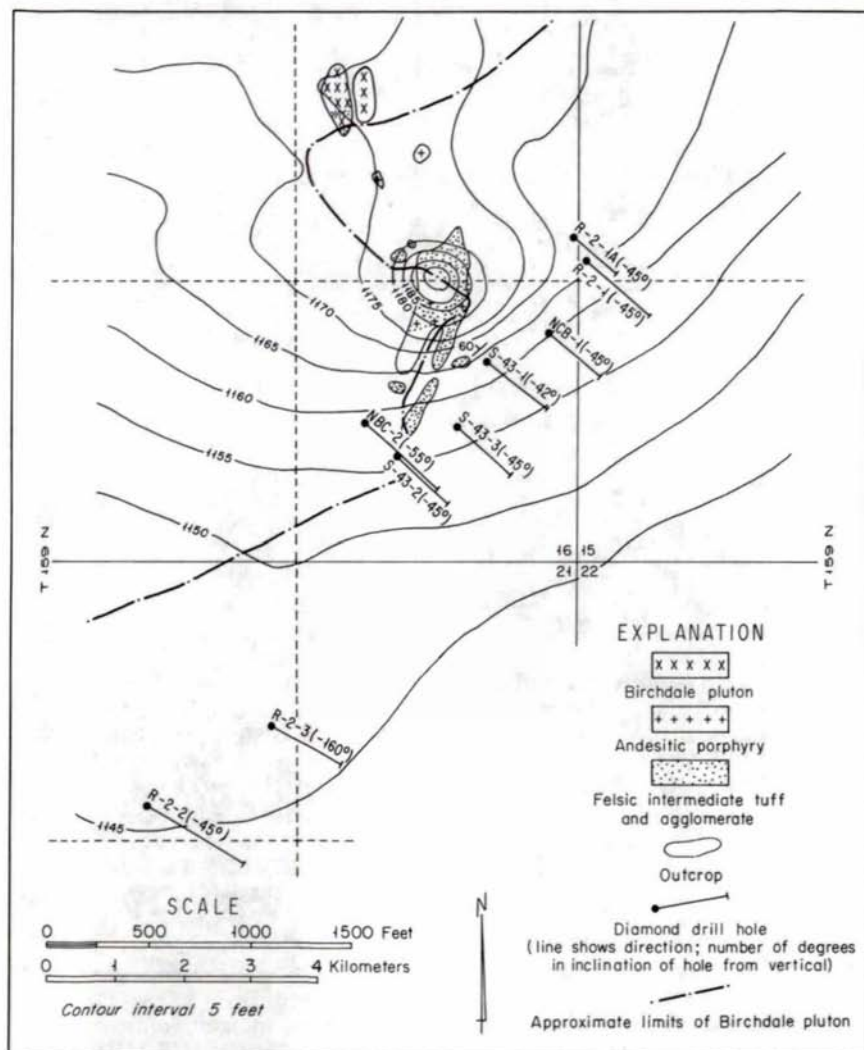 R-2-1A(-45°)
R-2-1(-45°)
NCB-1(-45°)
60
S-43-1(-42°)
S-43-3(-45°)
NBC-2(-55°)
S-43-2(-45°)
1185
1180
1175
1170
1165
1160
1155
1150
T 159 N
T 159 N
16 15
21 22
R-2-3(-160°)
R-2-2(-45°)
1145
EXPLANATION
x x x x x
Birchdale pluton
+ + + + +
Andesitic porphyry
Felsic intermediate tuff
and agglomerate
Outcrop
Diamond drill hole
(line shows direction; number of degrees
in inclination of hole from vertical)
Approximate limits of Birchdale pluton
SCALE
0 5000 1000 1500 Feet
0 1 2 3 4 Kilometers
Contour interval 5 feet
N